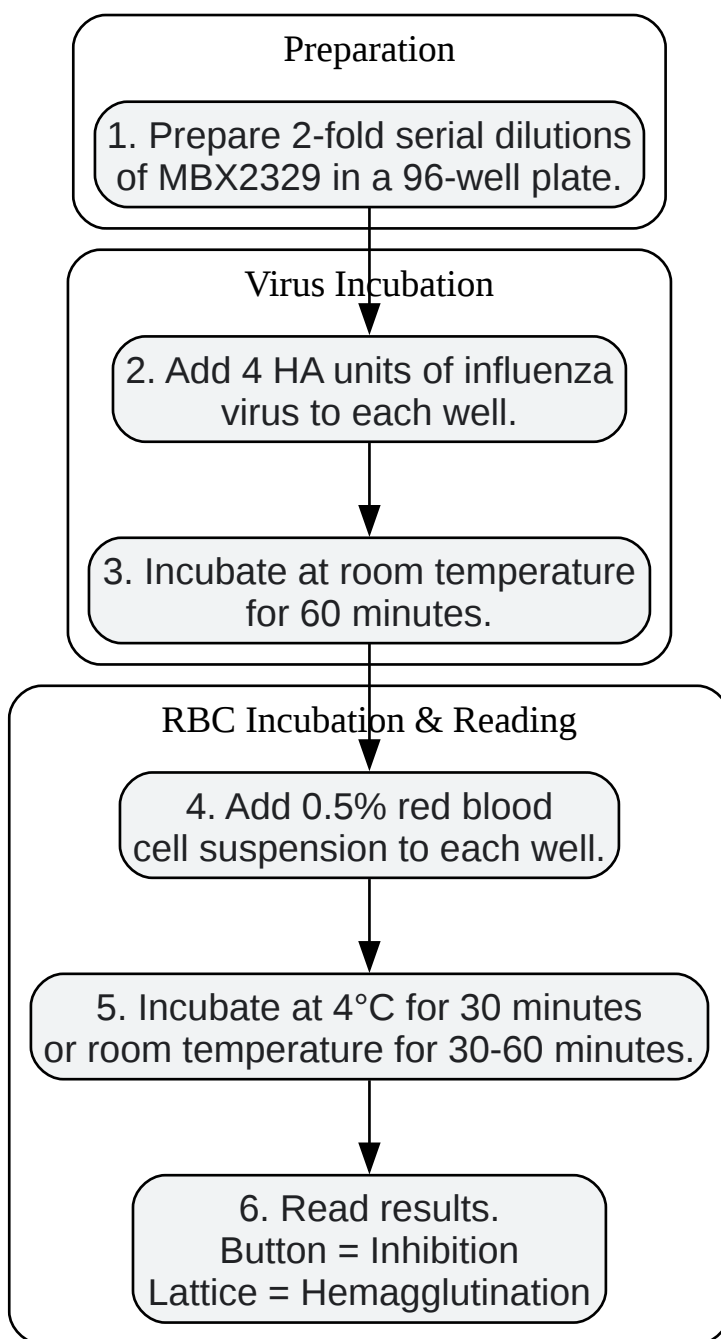 Preparation
1. Prepare 2-fold serial dilutions
of MBX2329 in a 96-well plate.
Virus Incubation
2. Add 4 HA units of influenza
virus to each well.
3. Incubate at room temperature
for 60 minutes.
RBC Incubation & Reading
4. Add 0.5% red blood
cell suspension to each well.
5. Incubate at 4°C for 30 minutes
or room temperature for 30-60 minutes.
6. Read results.
Button = Inhibition
Lattice = Hemagglutination